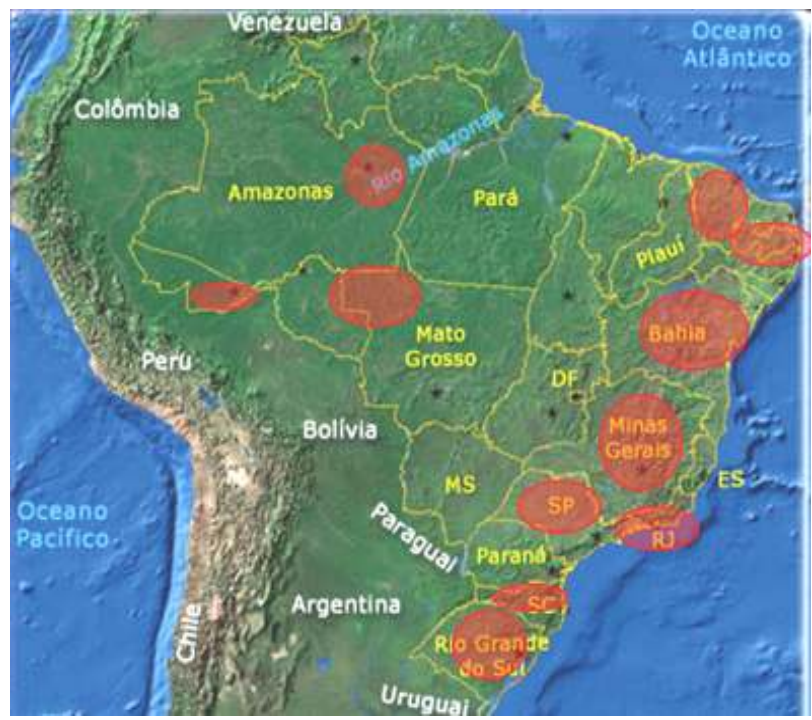 Venezuela
Oceano
Atlântico
Colômbia
Rio Amazonas
Amazonas
Pará
Piauí
Bahia
Mato
Grosso
Peru
DF
Bolívia
Minas
Gerais
MS
ES
SP
Oceano
Pacífico
Paraguai
RJ
Paraná
Chile
Argentina
SC
Rio Grande
do Sul
Uruguai